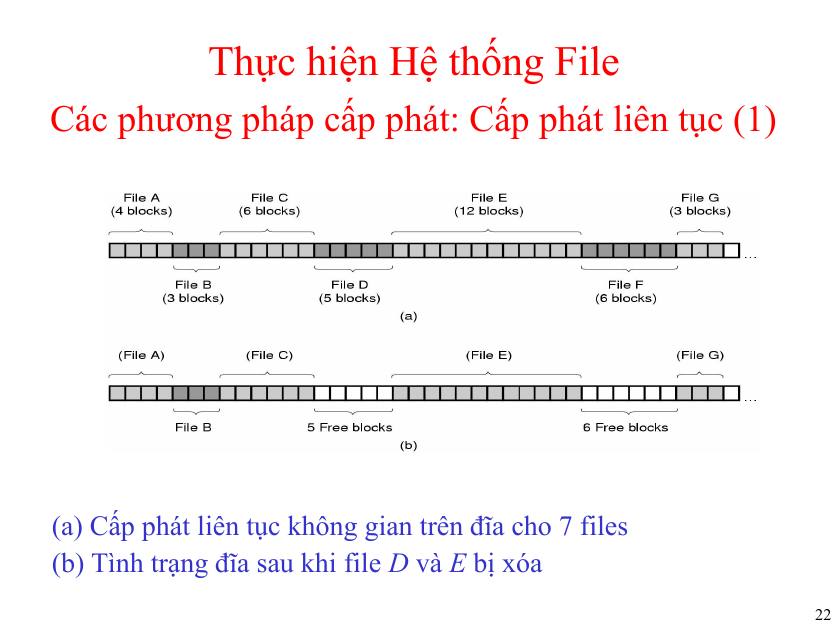 Thực hiện Hệ thống File
Các phương pháp cấp phát: Cấp phát liên tục (1)
File A
(4 blocks)
File C
(6 blocks)
File E
(12 blocks)
File G
(3 blocks)
...
File B
(3 blocks)
File D
(5 blocks)
File F
(6 blocks)
(a)
(File A)
(File C)
(File E)
(File G)
...
File B
5 Free blocks
6 Free blocks
(b)
(a) Cấp phát liên tục không gian trên đĩa cho 7 files
(b) Tình trạng đĩa sau khi file D và E bị xóa
22